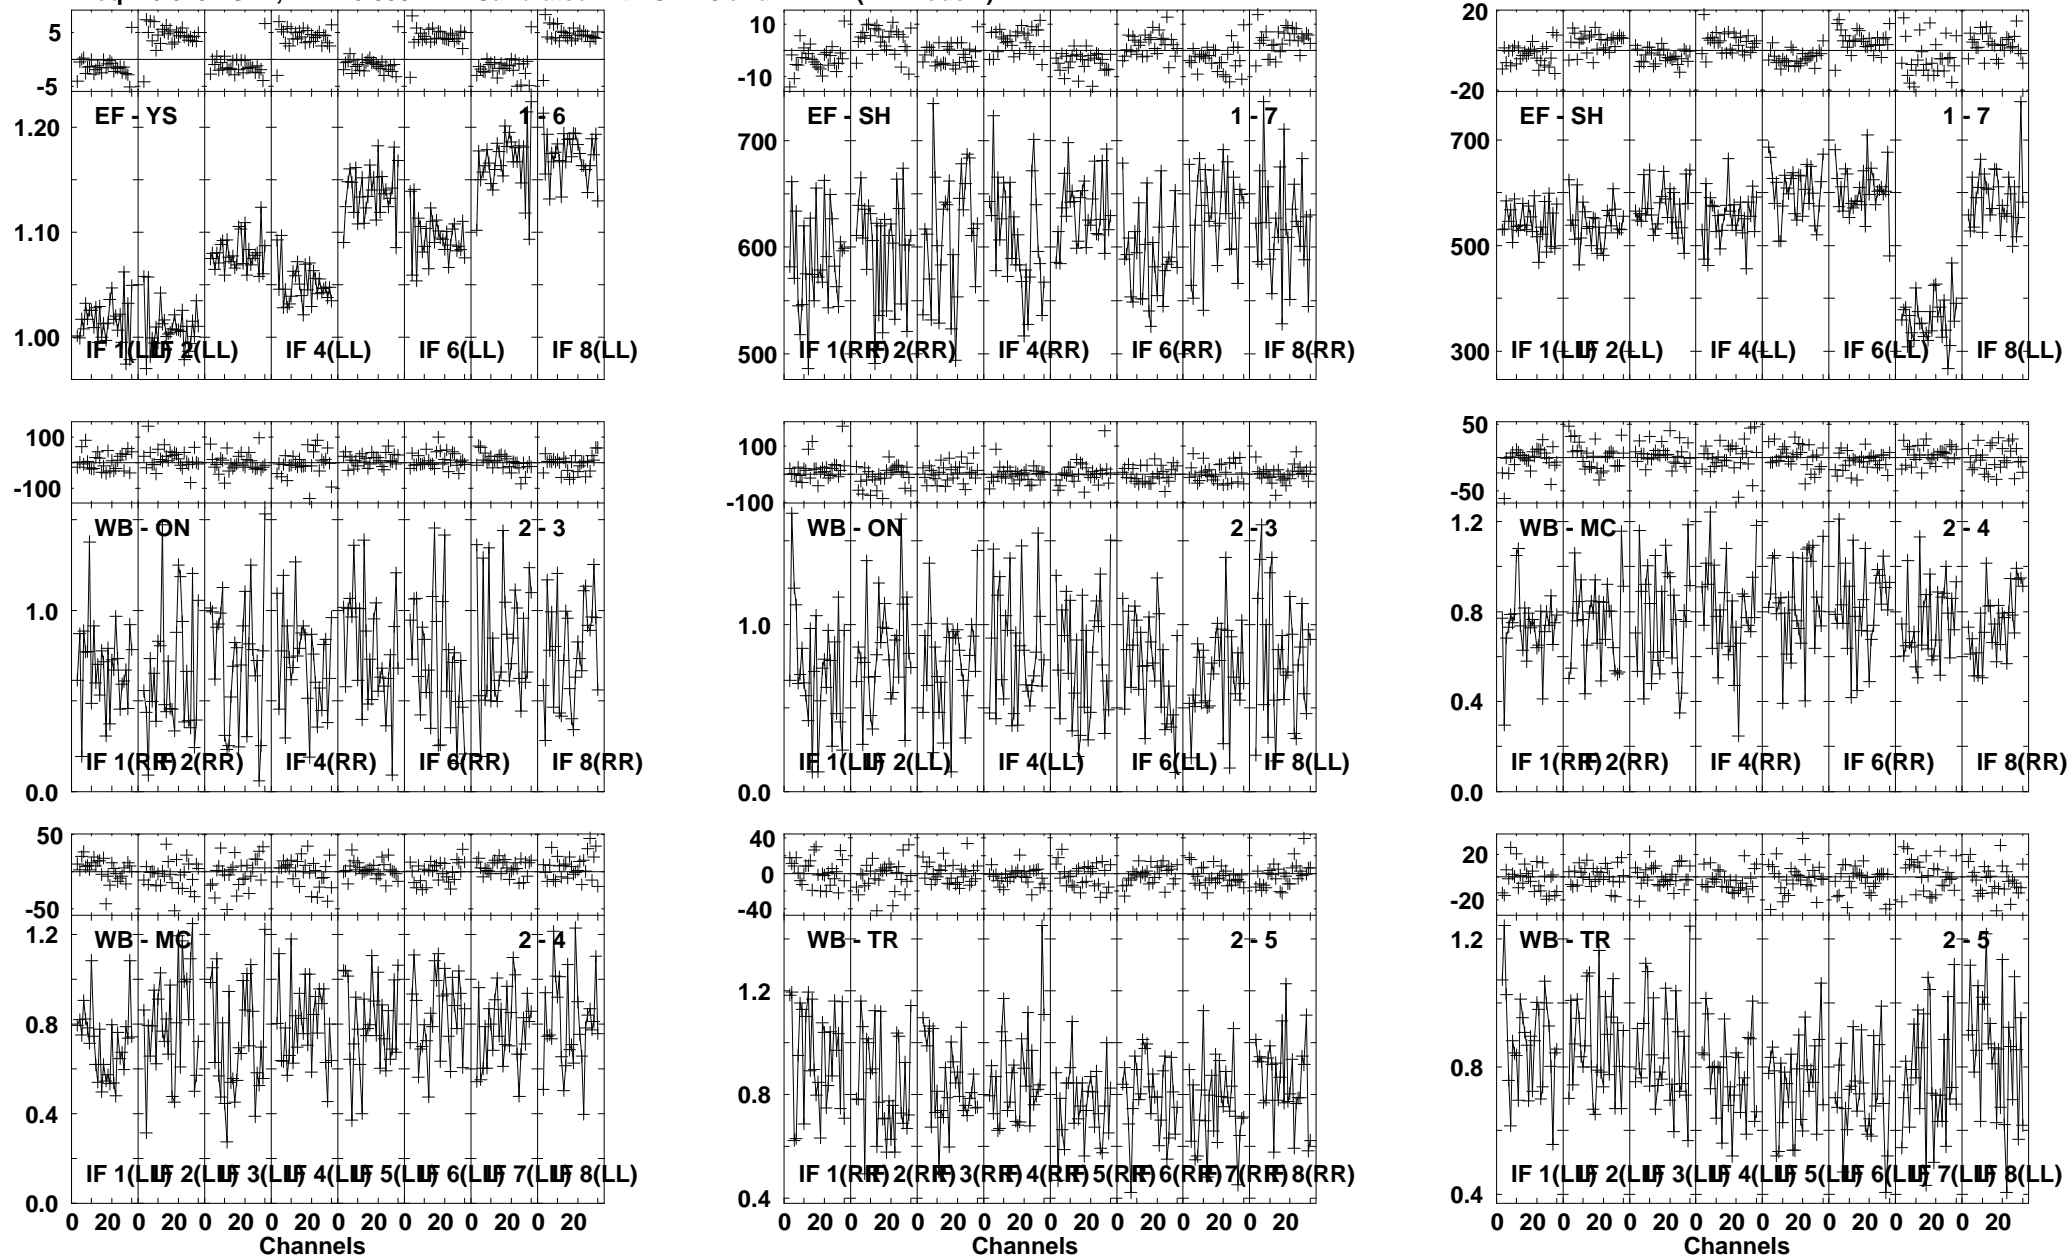 5
-5
EF - YS 1 - 6
1.20
1.10
1.00
IF 1(LL) IF 2(LL) IF 4(LL) IF 6(LL) IF 8(LL)
10
-10
EF - SH 1 - 7
700
600
500
IF 1(RR) IF 2(RR) IF 4(RR) IF 6(RR) IF 8(RR)
20
-20
EF - SH 1 - 7
700
500
300
IF 1(LL) IF 2(LL) IF 4(LL) IF 6(LL) IF 8(LL)
100
-100
WB - ON 2 - 3
1.0
0.0
IF 1(RR) IF 2(RR) IF 4(RR) IF 6(RR) IF 8(RR)
100
-100
WB - ON 2 - 3
1.0
0.0
IF 1(LL) IF 2(LL) IF 4(LL) IF 6(LL) IF 8(LL)
50
-50
WB - MC 2 - 4
1.2
0.8
0.4
0.0
IF 1(RR) IF 2(RR) IF 4(RR) IF 6(RR) IF 8(RR)
50
-50
WB - MC 2 - 4
1.2
0.8
0.4
0.0
IF 1(LL) IF 2(LL) IF 3(LL) IF 4(LL) IF 5(LL) IF 6(LL) IF 7(LL) IF 8(LL)
0 20 0 20 0 20 0 20 0 20 0 20 0 20 0 20
Channels
40
0
-40
WB - TR 2 - 5
1.2
0.8
0.4
IF 1(RR) IF 2(RR) IF 3(RR) IF 4(RR) IF 5(RR) IF 6(RR) IF 7(RR) IF 8(RR)
0 20 0 20 0 20 0 20 0 20 0 20 0 20 0 20
Channels
20
-20
WB - TR 2 - 5
1.2
0.8
0.4
IF 1(LL) IF 2(LL) IF 3(LL) IF 4(LL) IF 5(LL) IF 6(LL) IF 7(LL) IF 8(LL)
0 20 0 20 0 20 0 20 0 20 0 20 0 20 0 20
Channels